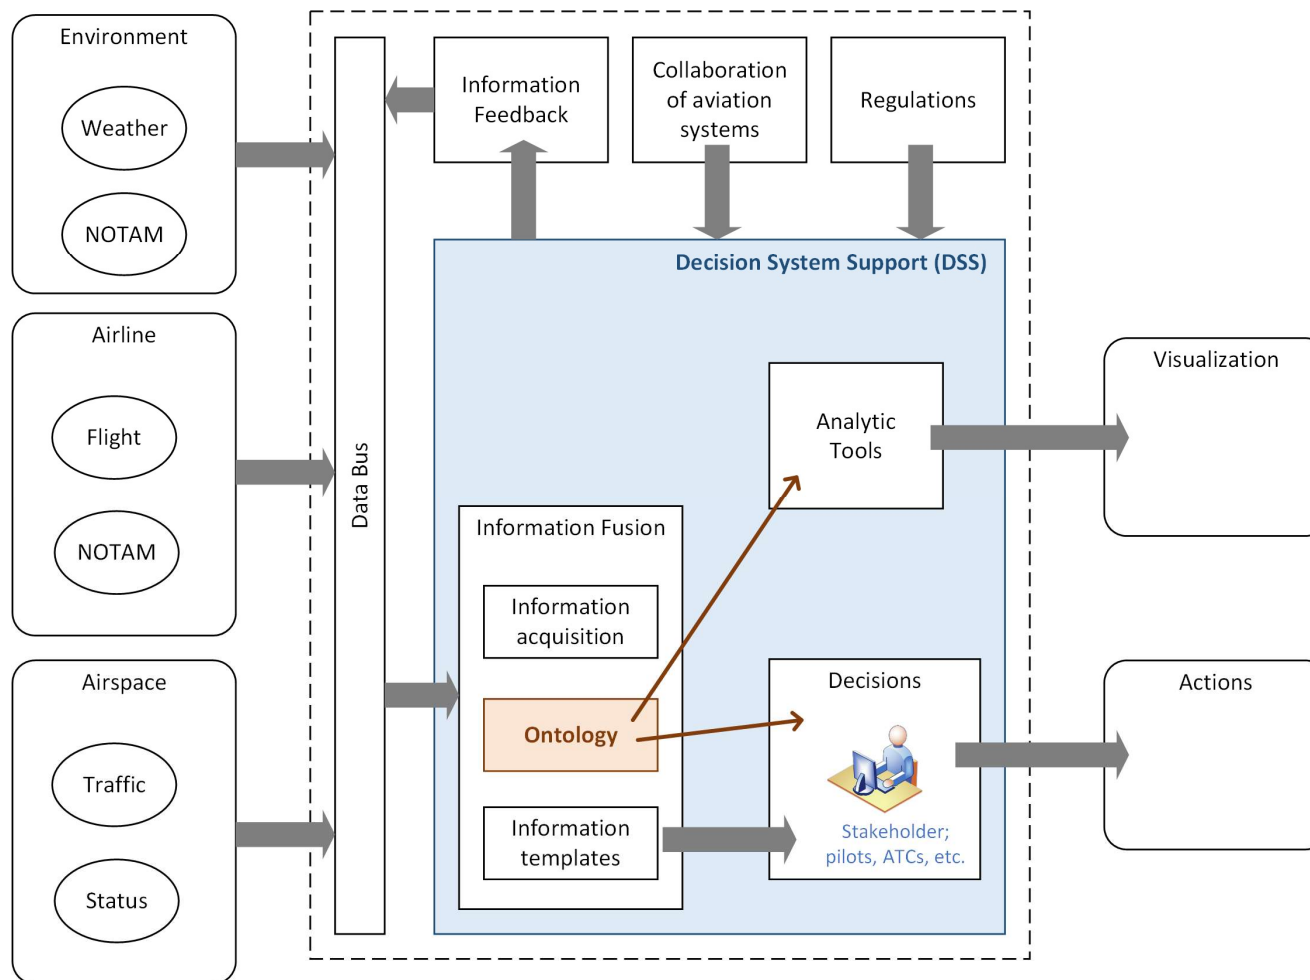 Environment
Weather
NOTAM
Airline
Flight
NOTAM
Airspace
Traffic
Status
Data Bus
Information
Feedback
Collaboration
of aviation
systems
Regulations
Decision System Support (DSS)
Information Fusion
Information
acquisition
Ontology
Information
templates
Analytic
Tools
Decisions
Stakeholder;
pilots, ATCs, etc.
Visualization
Actions